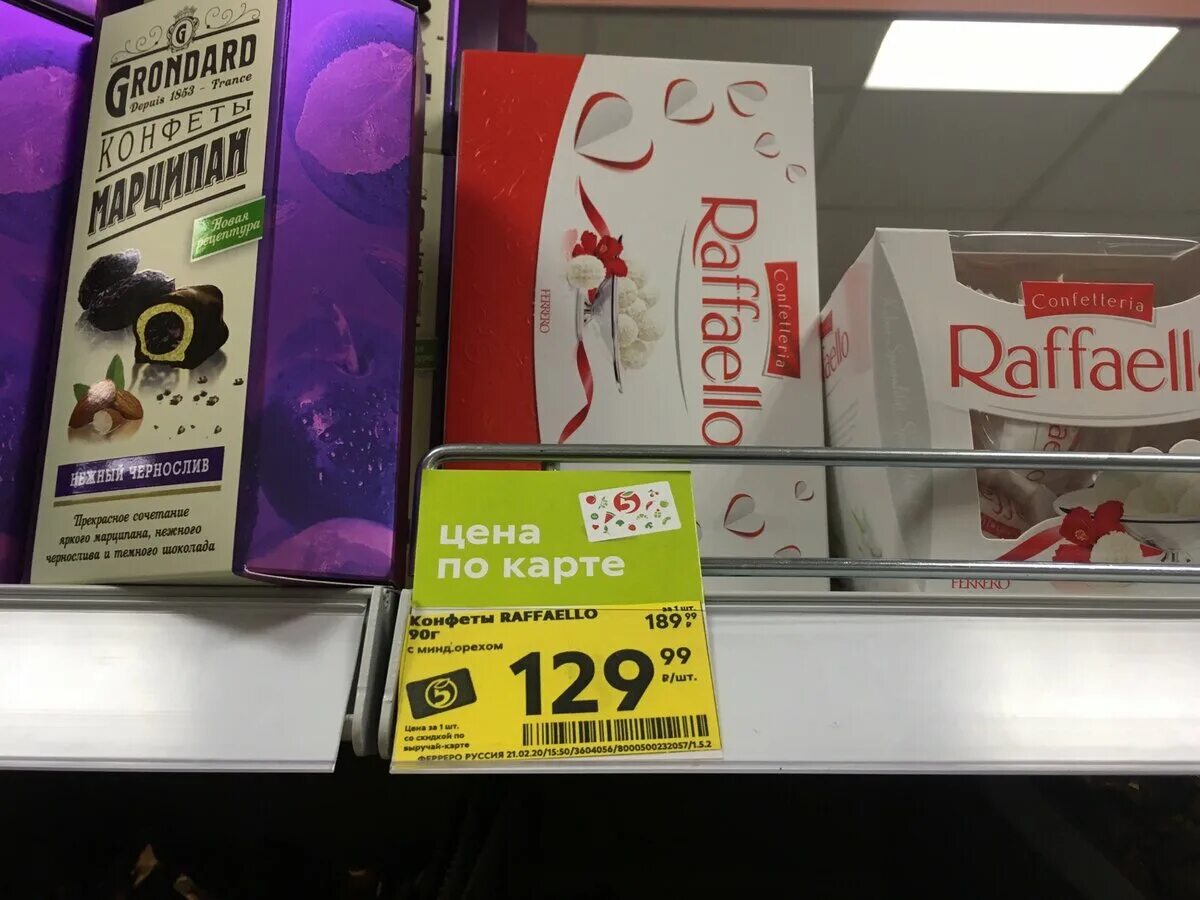 G
GRONDARD
Depuis 1853 - France
КОНФЕТЫ
МАРЦИПАН
Новая
рецептура
НЕЖНЫЙ ЧЕРНОСЛИВ
Прекрасное сочетание
яркого марципана, нежного
чернослива и темного шоколада
Raffaello
Confetteria
FERRERO
Confetteria
Raffaello
aello
FERRERO
цена
по карте
5
Конфеты RAFFAELLO
90г
с минд.орехом
за 1 шт.
189 99 ₽
129 99
₽/шт.
5
Цена за 1 шт.
со скидкой по
выручай-карте
ФЕРРЕРО РУССИЯ 21.02.20/15:50/3604056/8000500232057/1.5.2